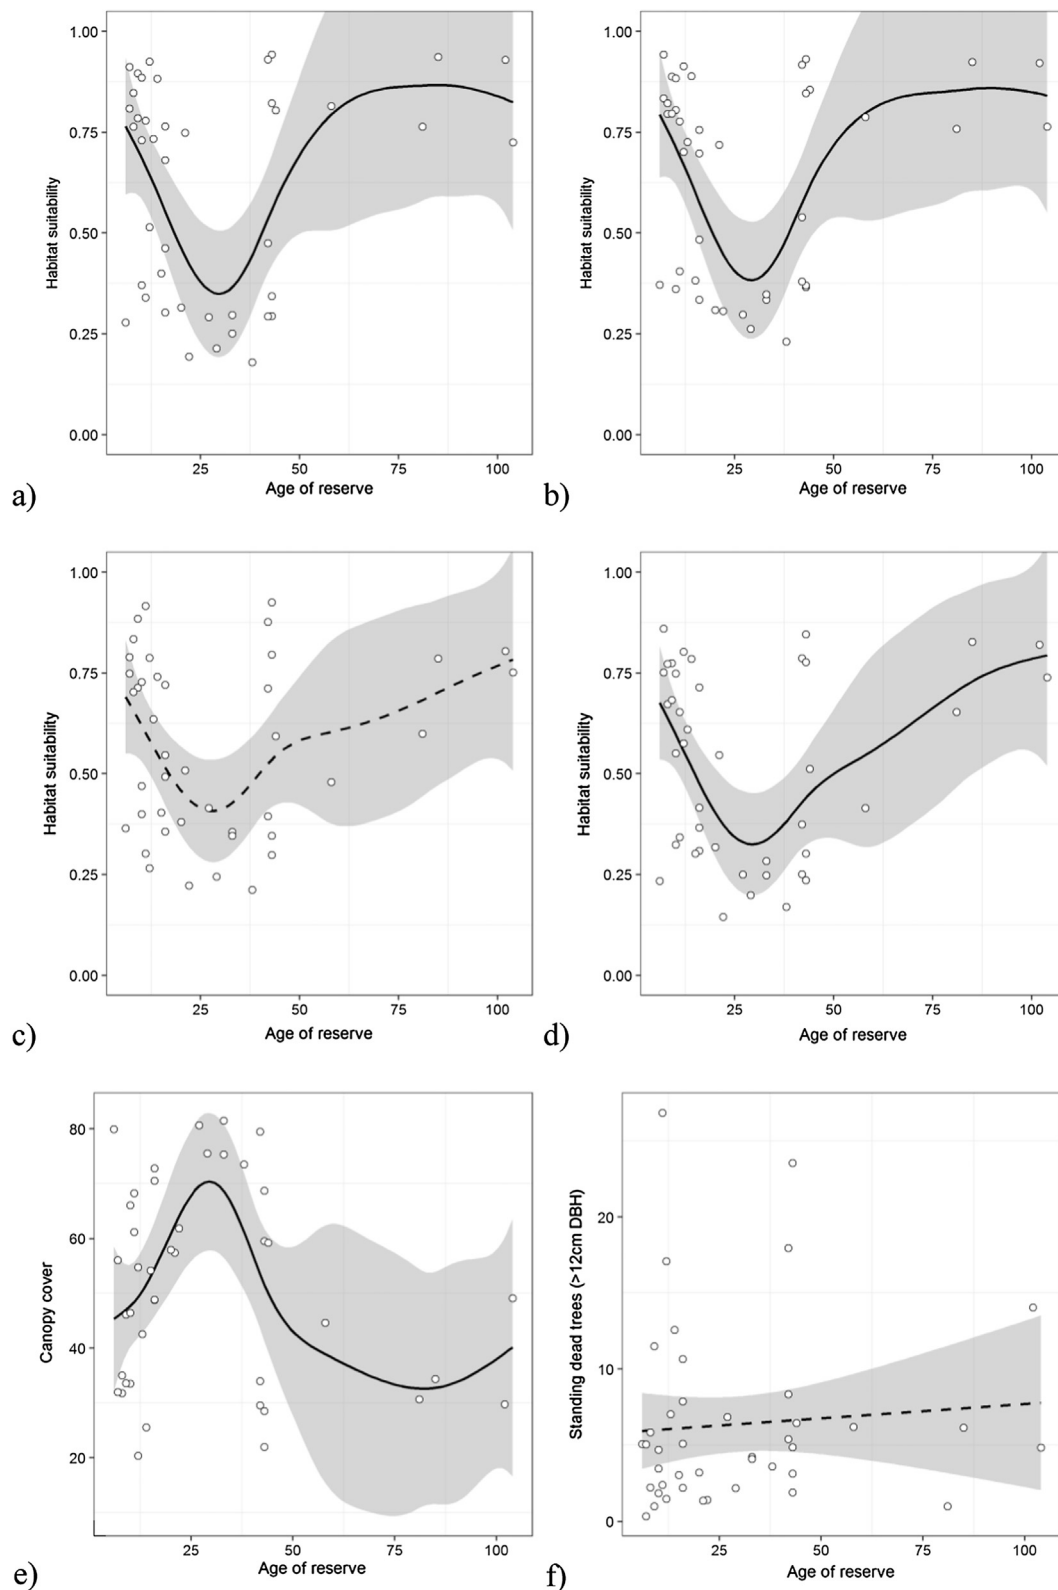 1.00
0.75
0.50
0.25
0.00
Habitat suitability
25 50 75 100
Age of reserve
a)
1.00
0.75
0.50
0.25
0.00
Habitat suitability
25 50 75 100
Age of reserve
b)
1.00
0.75
0.50
0.25
0.00
Habitat suitability
25 50 75 100
Age of reserve
c)
1.00
0.75
0.50
0.25
0.00
Habitat suitability
25 50 75 100
Age of reserve
d)
80
60
40
20
Canopy cover
25 50 75 100
Age of reserve
e)
20
10
0
Standing dead trees (>12cm DBH)
25 50 75 100
Age of reserve
f)